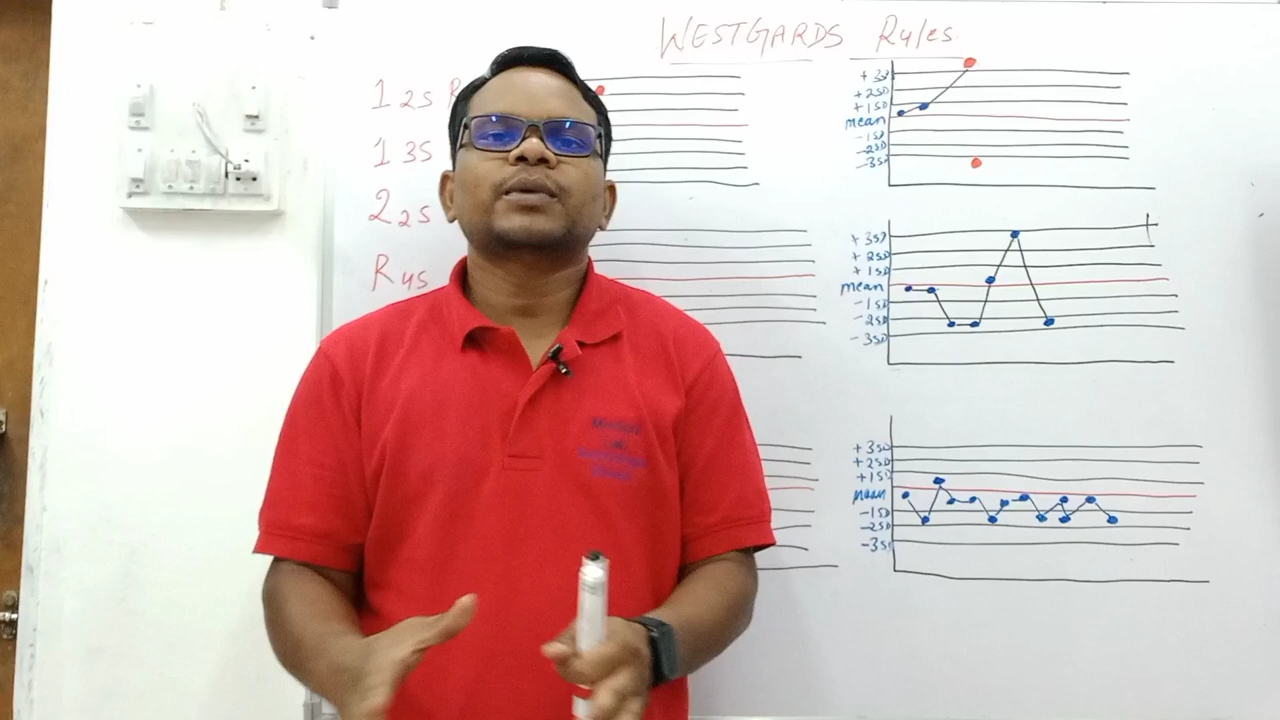 WESTGARDS Rules
1 2s R
1 3s
2 2s
R 4s
+3SD
+2SD
+1SD
mean
-1SD
-2SD
-3SD
+3SD
+2SD
+1SD
mean
-1SD
-2SD
-3SD
+3SD
+2SD
+1SD
mean
-1SD
-2SD
-3SD